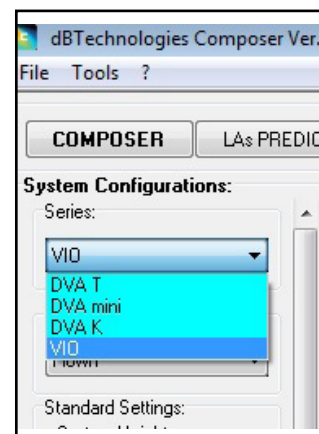 dBTechnologies Composer Ver.
File Tools ?
COMPOSER LAs PREDIC
System Configurations:
Series:
VIO
DVA T
DVA mini
DVA K
VIO
Standard Settings: